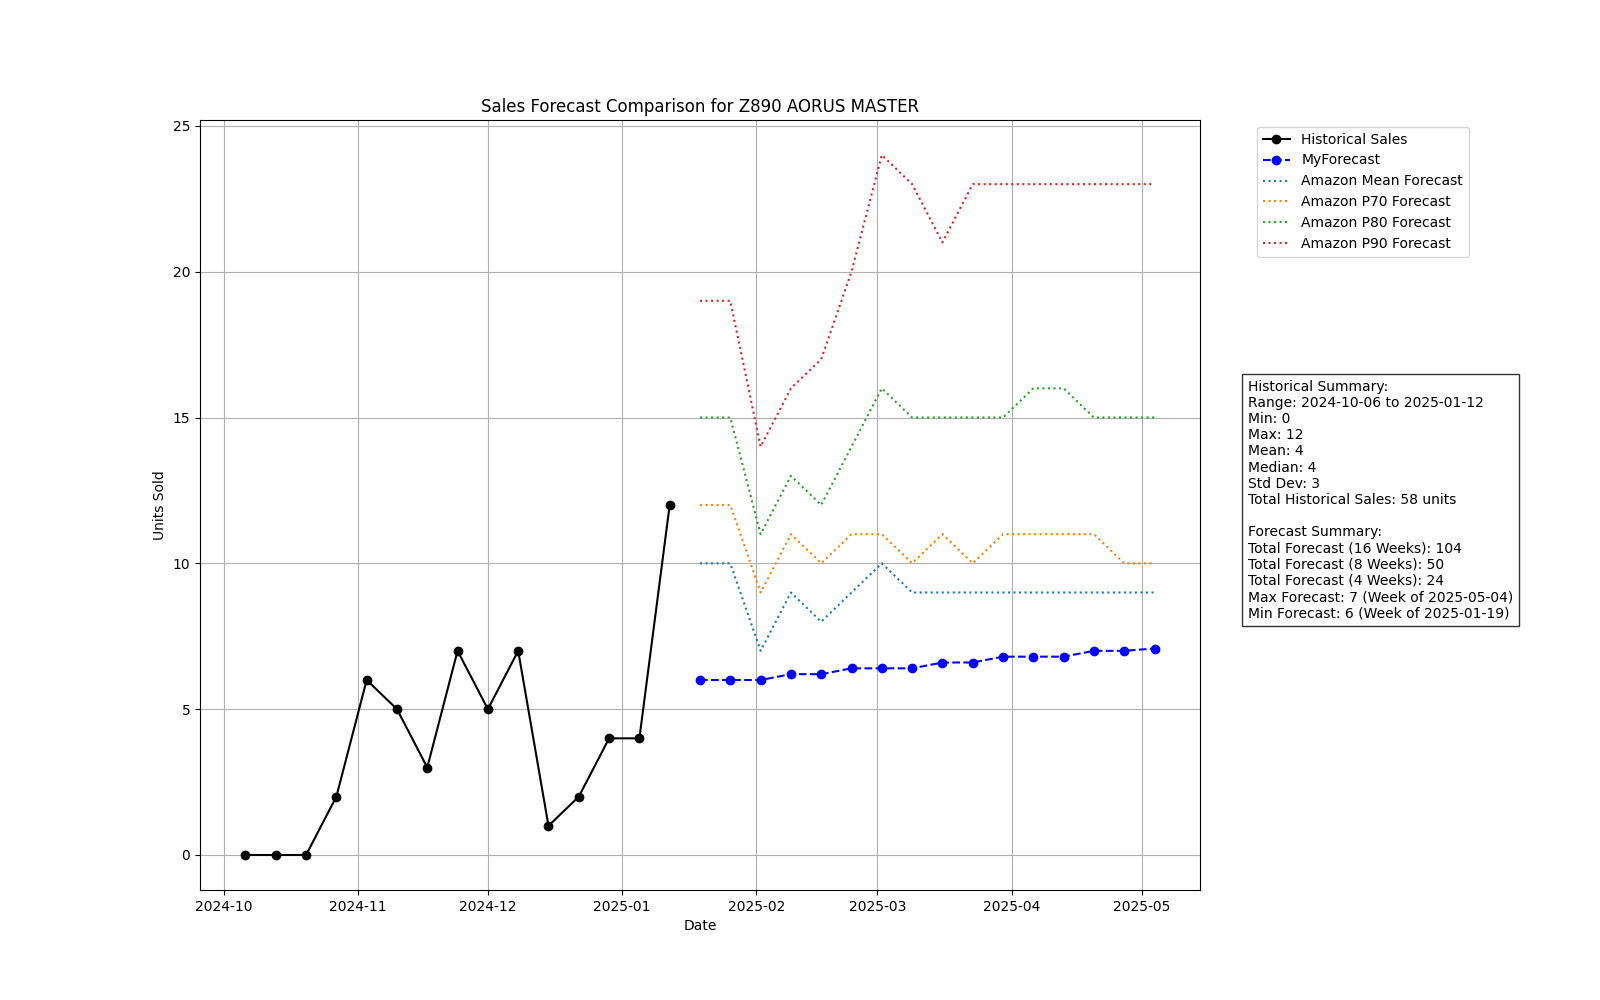 Sales Forecast Comparison for Z890 AORUS MASTER
25
20
15
10
5
0
Units Sold
2024-10
2024-11
2024-12
2025-01
2025-02
2025-03
2025-04
2025-05
Date
Historical Sales
MyForecast
Amazon Mean Forecast
Amazon P70 Forecast
Amazon P80 Forecast
Amazon P90 Forecast
Historical Summary:
Range: 2024-10-06 to 2025-01-12
Min: 0
Max: 12
Mean: 4
Median: 4
Std Dev: 3
Total Historical Sales: 58 units
Forecast Summary:
Total Forecast (16 Weeks): 104
Total Forecast (8 Weeks): 50
Total Forecast (4 Weeks): 24
Max Forecast: 7 (Week of 2025-05-04)
Min Forecast: 6 (Week of 2025-01-19)